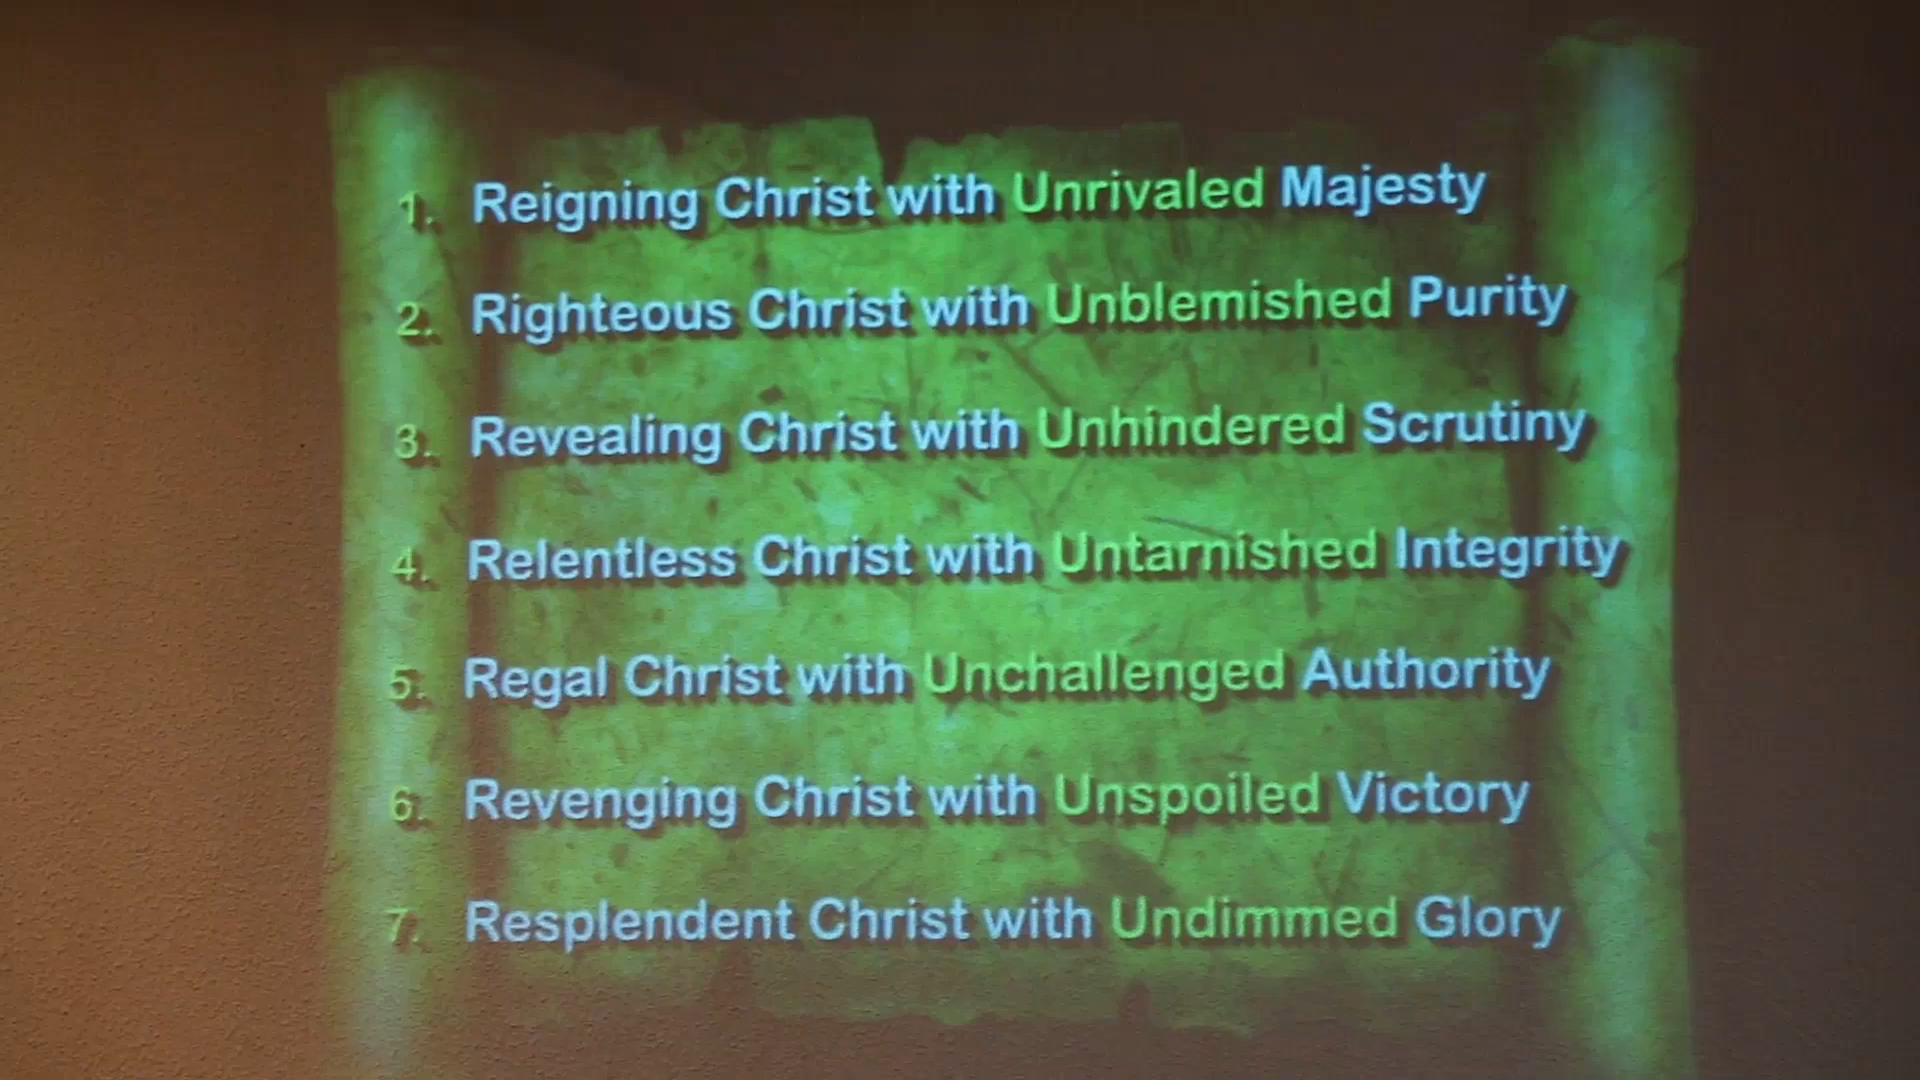 1. Reigning Christ with Unrivaled Majesty
2. Righteous Christ with Unblemished Purity
3. Revealing Christ with Unhindered Scrutiny
4. Relentless Christ with Untarnished Integrity
5. Regal Christ with Unchallenged Authority
6. Revenging Christ with Unspoiled Victory
7. Resplendent Christ with Undimmed Glory